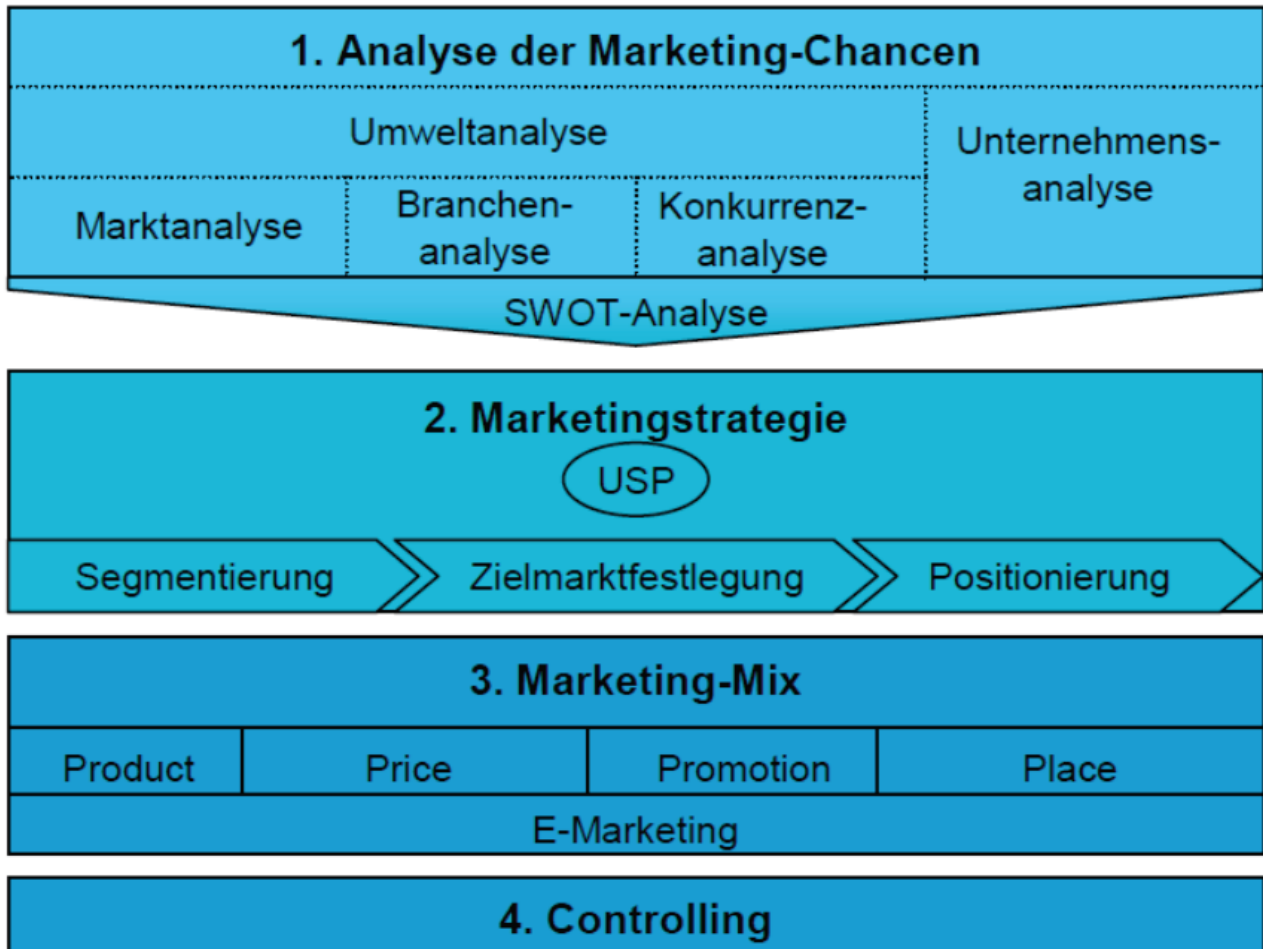 1. Analyse der Marketing-Chancen
Umweltanalyse
Unternehmens-
analyse
Marktanalyse
Branchen-
analyse
Konkurrenz-
analyse
SWOT-Analyse
2. Marketingstrategie
USP
Segmentierung
Zielmarktfestlegung
Positionierung
3. Marketing-Mix
Product
Price
Promotion
Place
E-Marketing
4. Controlling